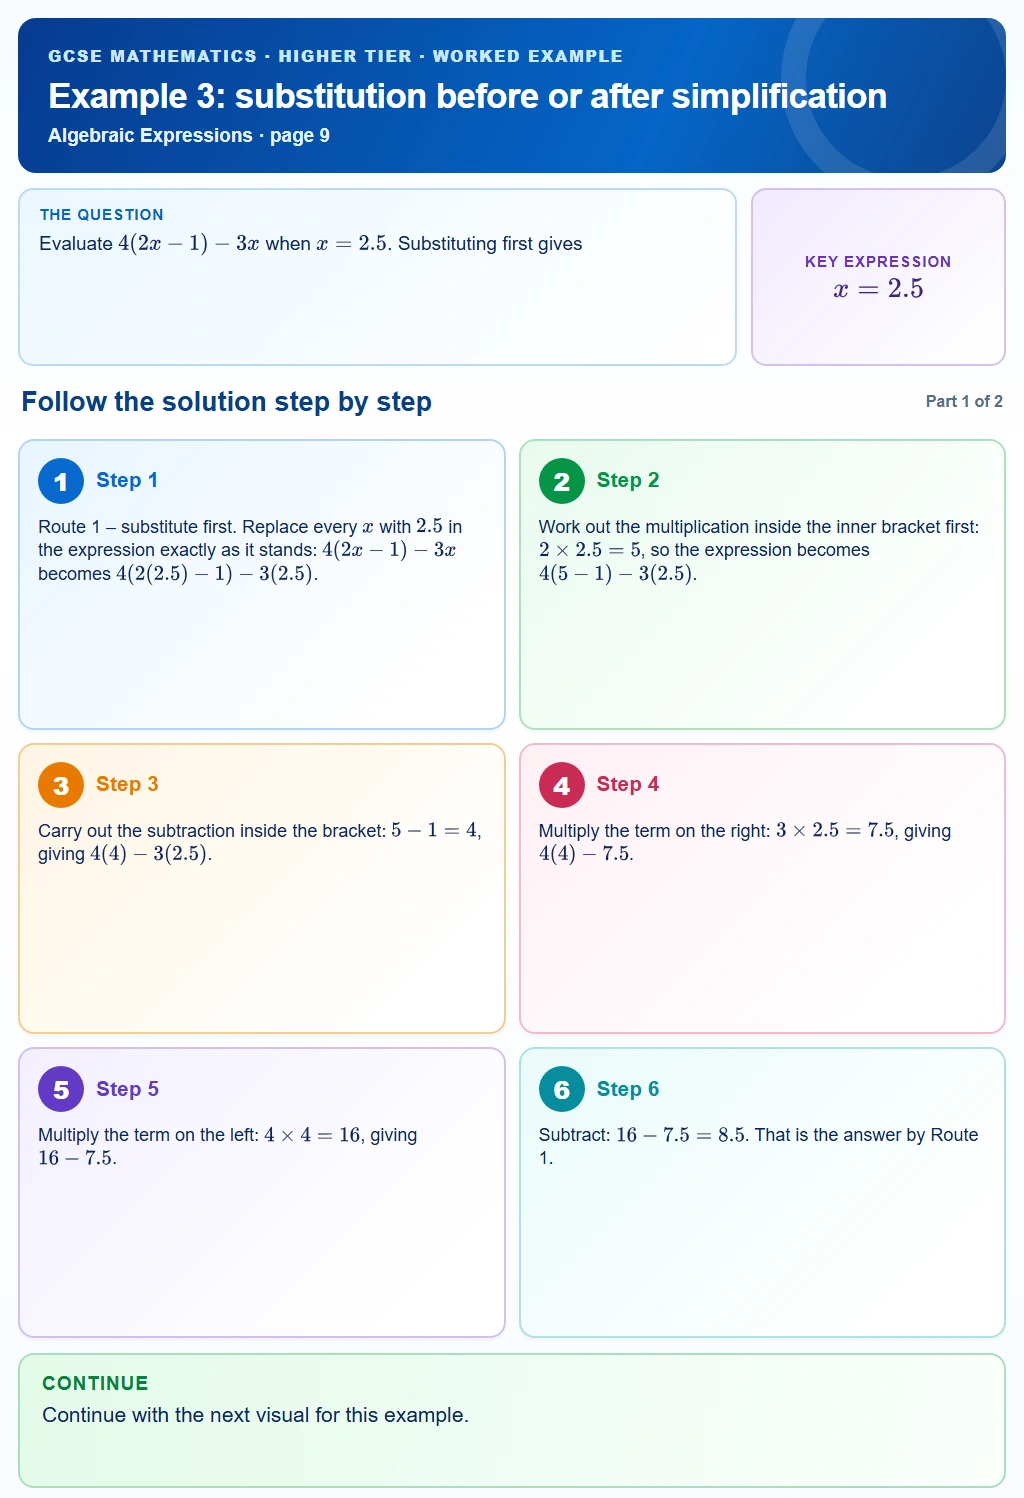 GCSE MATHEMATICS · HIGHER TIER · WORKED EXAMPLE
Example 3: substitution before or after simplification
Algebraic Expressions · page 9
THE QUESTION
Evaluate 4(2x − 1) − 3x when x = 2.5. Substituting first gives
KEY EXPRESSION
x = 2.5
Follow the solution step by step
Part 1 of 2
1 Step 1
Route 1 – substitute first. Replace every x with 2.5 in
the expression exactly as it stands: 4(2x − 1) − 3x
becomes 4(2(2.5) − 1) − 3(2.5).
2 Step 2
Work out the multiplication inside the inner bracket first:
2 × 2.5 = 5, so the expression becomes
4(5 − 1) − 3(2.5).
3 Step 3
Carry out the subtraction inside the bracket: 5 − 1 = 4,
giving 4(4) − 3(2.5).
4 Step 4
Multiply the term on the right: 3 × 2.5 = 7.5, giving
4(4) − 7.5.
5 Step 5
Multiply the term on the left: 4 × 4 = 16, giving
16 − 7.5.
6 Step 6
Subtract: 16 − 7.5 = 8.5. That is the answer by Route
1.
CONTINUE
Continue with the next visual for this example.